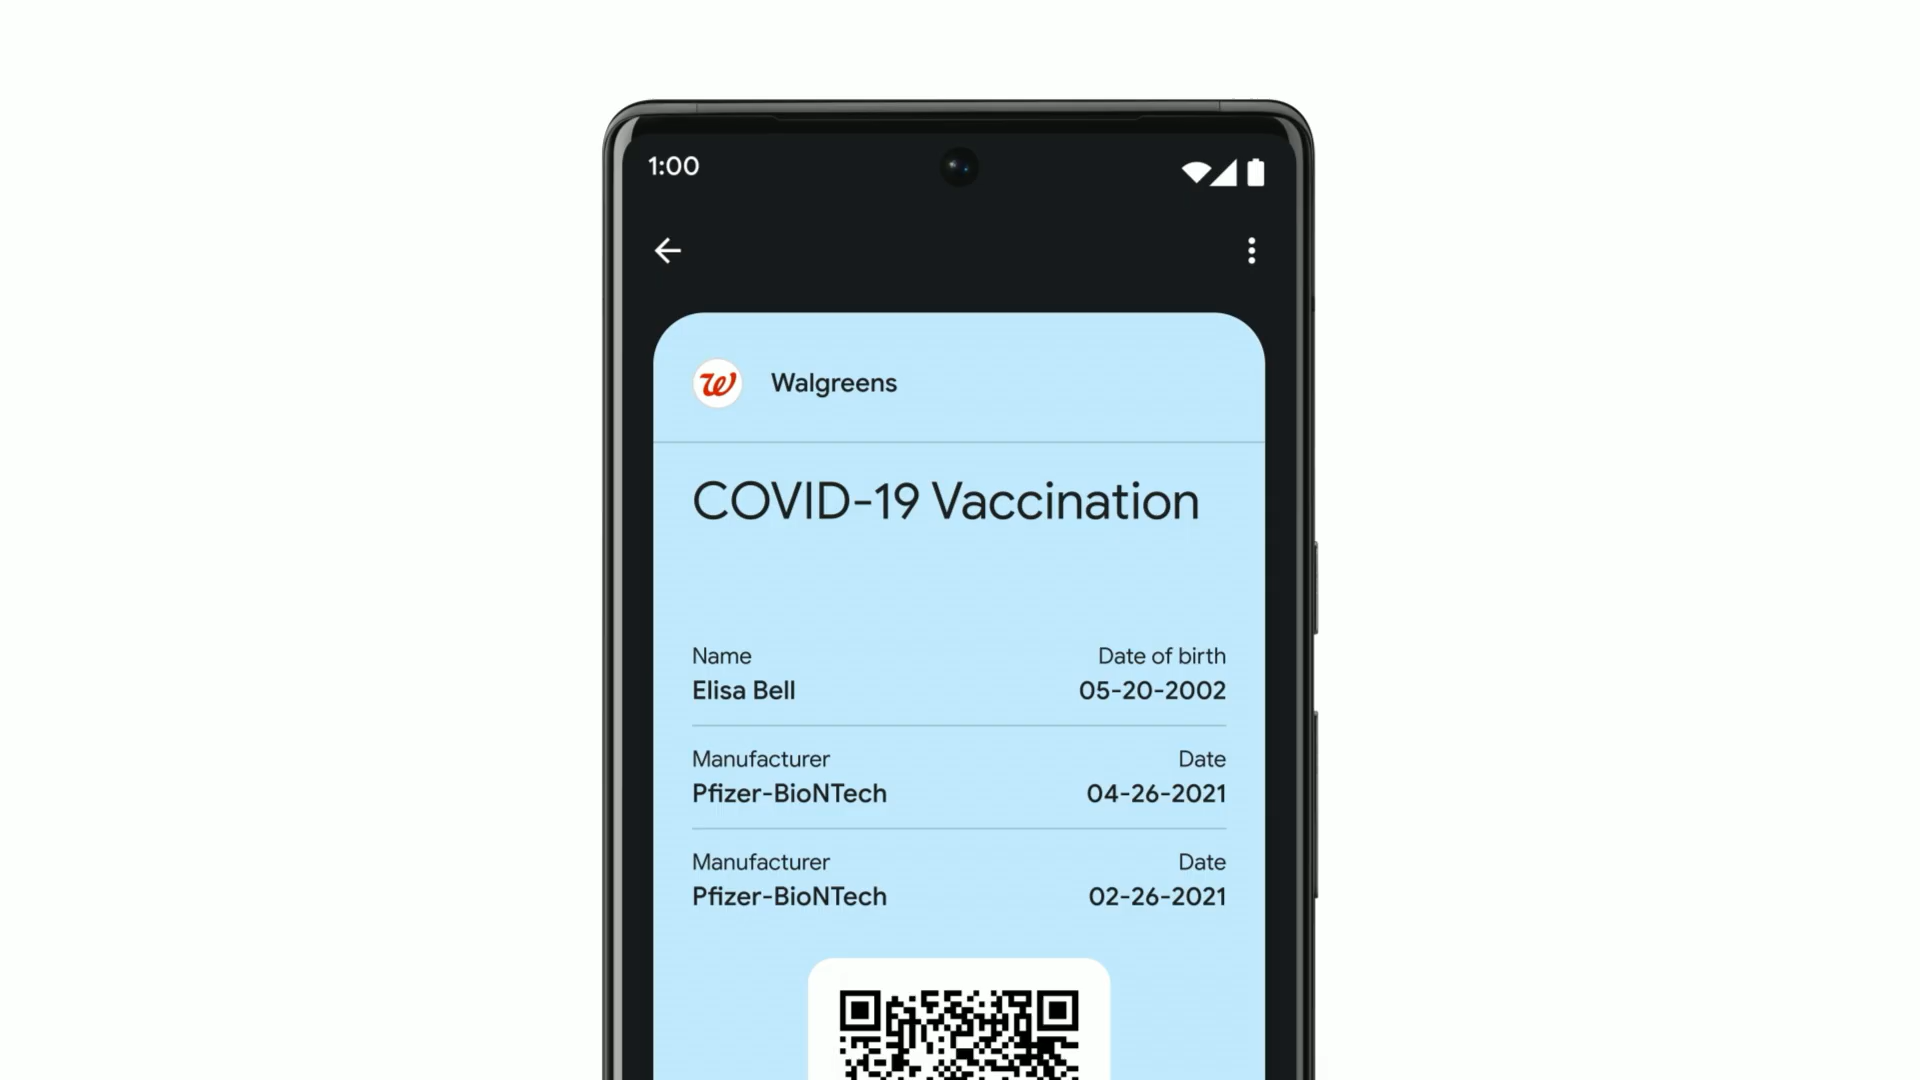 1:00
Walgreens
COVID-19 Vaccination
Name Date of birth
Elisa Bell 05-20-2002
Manufacturer Date
Pfizer-BioNTech 04-26-2021
Manufacturer Date
Pfizer-BioNTech 02-26-2021